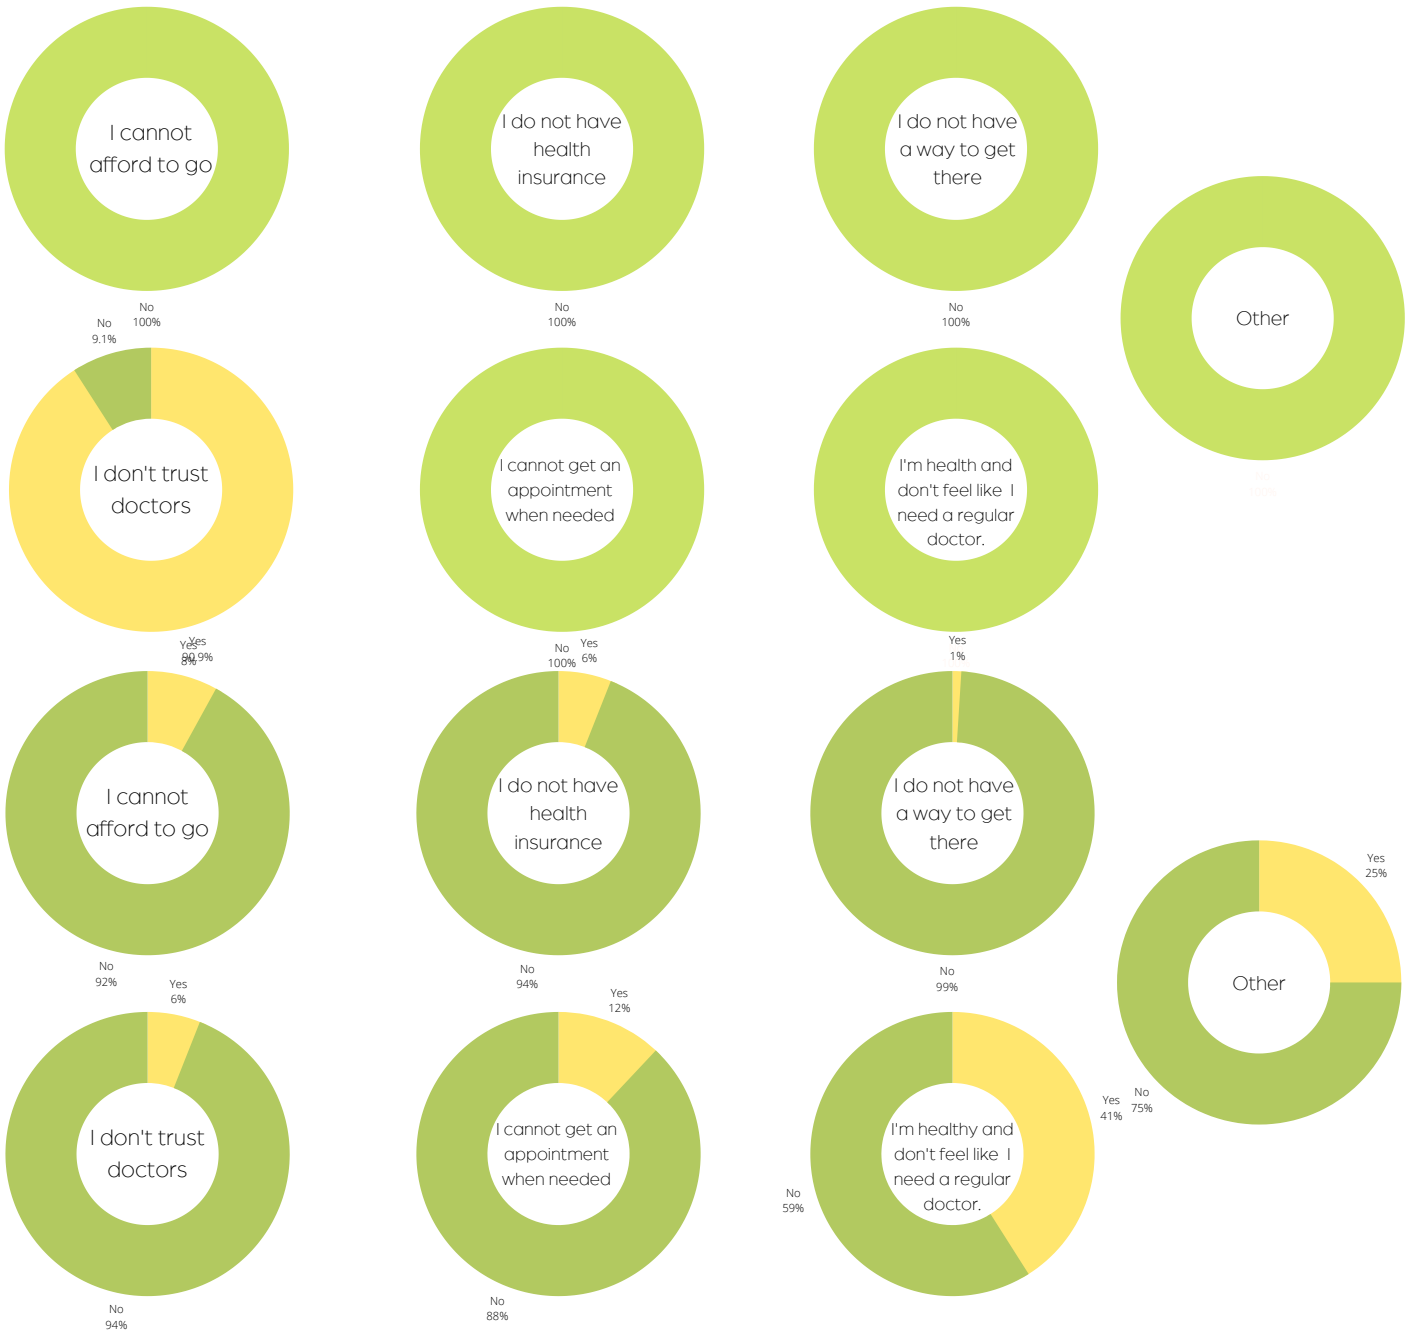 I cannot
afford to go
No
100%
I do not have
health
insurance
No
100%
I do not have
a way to get
there
No
100%
Other
No
9.1%
I don't trust
doctors
Yes
90.9%
I cannot get an
appointment
when needed
No
100%
I'm health and
don't feel like I
need a regular
doctor.
Yes
8%
I cannot
afford to go
No
92%
Yes
6%
I do not have
health
insurance
No
94%
Yes
1%
I do not have
a way to get
there
No
99%
Yes
25%
Other
No
75%
Yes
6%
I don't trust
doctors
No
94%
Yes
12%
I cannot get an
appointment
when needed
No
88%
Yes
41%
I'm healthy and
don't feel like I
need a regular
doctor.
No
59%